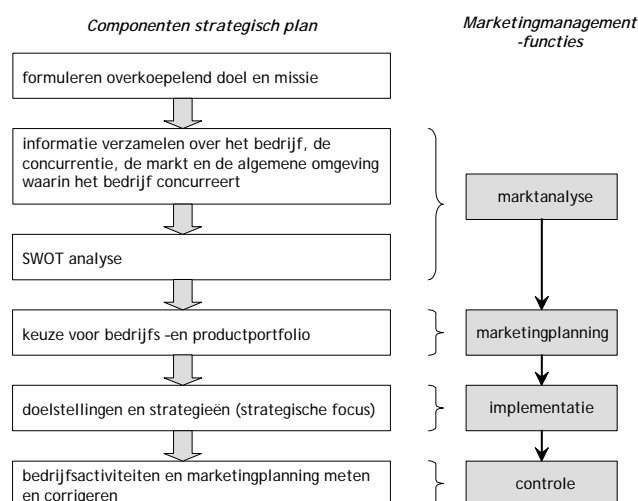 Componenten strategisch plan
Marketingmanagement
-functies
formuleren overkoepelend doel en missie
informatie verzamelen over het bedrijf, de
concurrentie, de markt en de algemene omgeving
waarin het bedrijf concurreert
marktanalyse
SWOT analyse
keuze voor bedrijfs -en productportfolio
marketingplanning
doelstellingen en strategieën (strategische focus)
implementatie
bedrijfsactiviteiten en marketingplanning meten
en corrigeren
controle